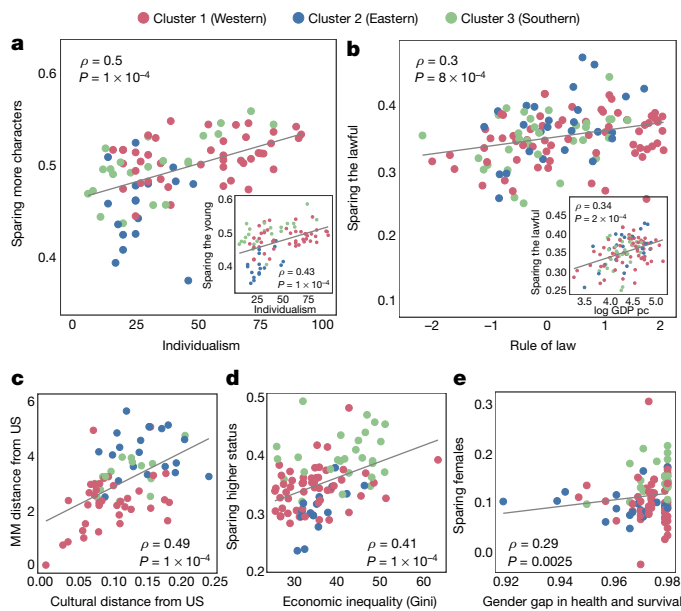 Cluster 1 (Western) Cluster 2 (Eastern) Cluster 3 (Southern)
a
ρ = 0.5
P = 1 × 10⁻⁴
Sparing more characters
0.6
0.5
0.4
0 25 50 75 100
Individualism
Sparing the young
0.6
0.5
0.4
ρ = 0.43
P = 1 × 10⁻⁴
25 50 75
Individualism
b
ρ = 0.3
P = 8 × 10⁻⁴
Sparing the lawful
0.4
0.3
0.2
0.1
−2 −1 0 1 2
Rule of law
ρ = 0.34
P = 2 × 10⁻⁴
Sparing the lawful
0.45
0.40
0.35
0.30
0.25
3.5 4.0 4.5 5.0
log GDP pc
c
MM distance from US
6
5
4
3
2
1
0
ρ = 0.49
P = 1 × 10⁻⁴
0.00 0.05 0.10 0.15 0.20 0.25
Cultural distance from US
d
Sparing higher status
0.5
0.4
0.3
0.2
ρ = 0.41
P = 1 × 10⁻⁴
30 40 50 60
Economic inequality (Gini)
e
Sparing females
0.3
0.2
0.1
0.0
ρ = 0.29
P = 0.0025
0.92 0.94 0.96 0.98
Gender gap in health and survival